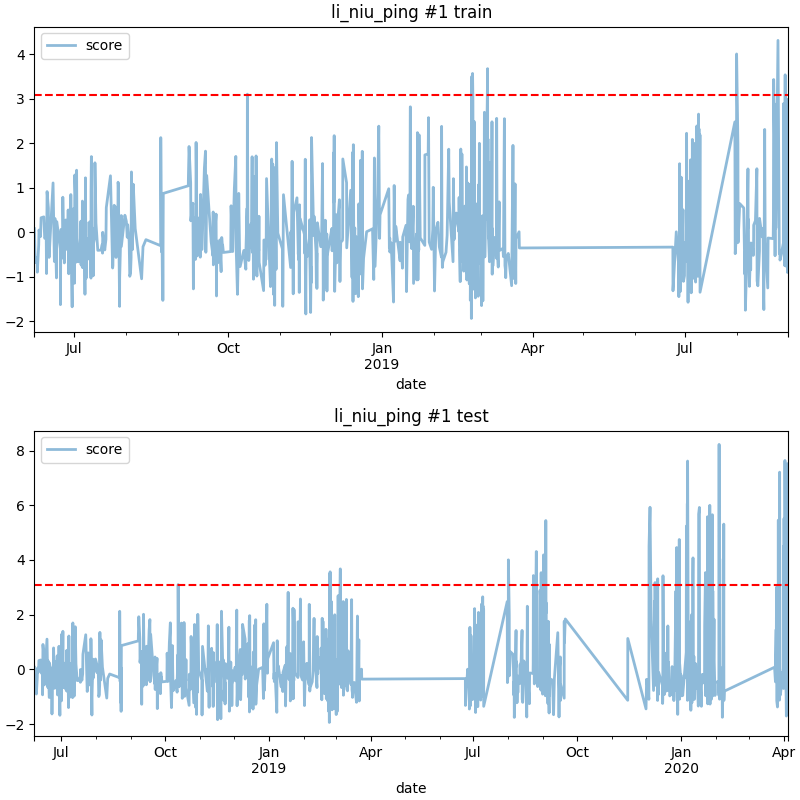 li_niu_ping #1 train
score
4
3
2
1
0
−1
−2
Jul
Oct
Jan
2019
Apr
Jul
date
li_niu_ping #1 test
score
8
6
4
2
0
−2
Jul
Oct
Jan
2019
Apr
Jul
Oct
Jan
2020
Apr
date